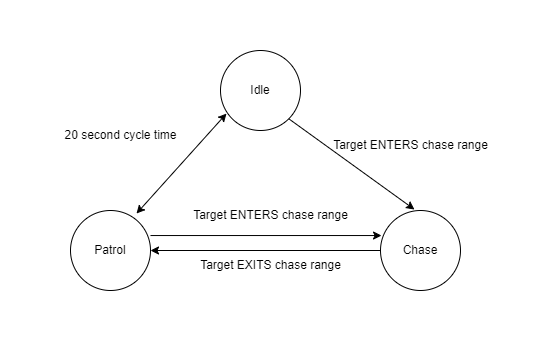 Idle
20 second cycle time
Target ENTERS chase range
Target ENTERS chase range
Patrol
Chase
Target EXITS chase range